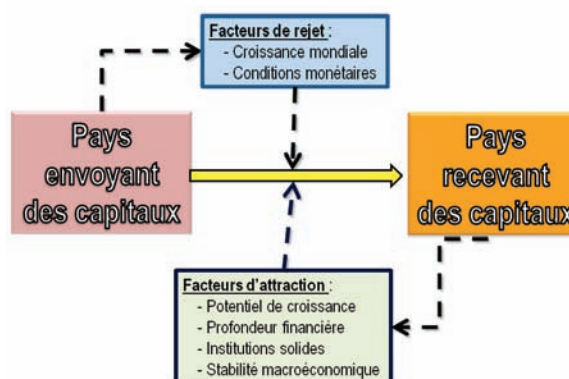 Facteurs de rejet :
- Croissance mondiale
- Conditions monétaires
Pays
envoyant
des capitaux
Pays
recevant
des capitaux
Facteurs d'attraction :
- Potentiel de croissance
- Profondeur financière
- Institutions solides
- Stabilité macroéconomique